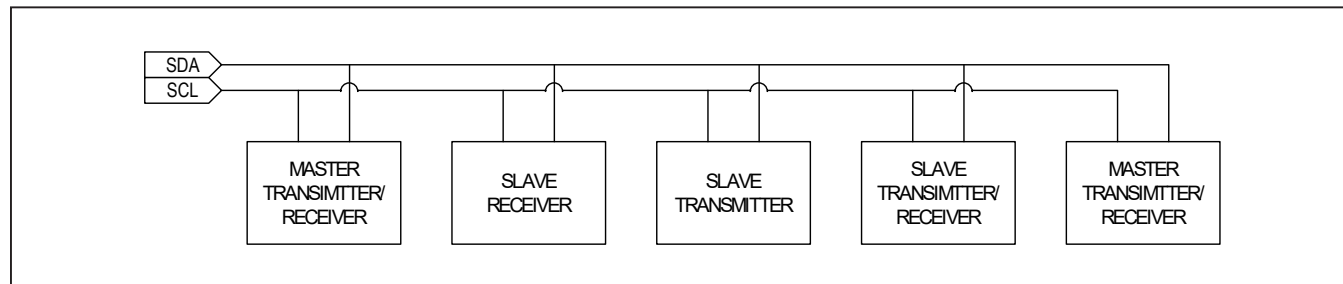 SDA
SCL
MASTER
TRANSIMTTER/
RECEIVER
SLAVE
RECEIVER
SLAVE
TRANSMITTER
SLAVE
TRANSIMTTER/
RECEIVER
MASTER
TRANSIMTTER/
RECEIVER